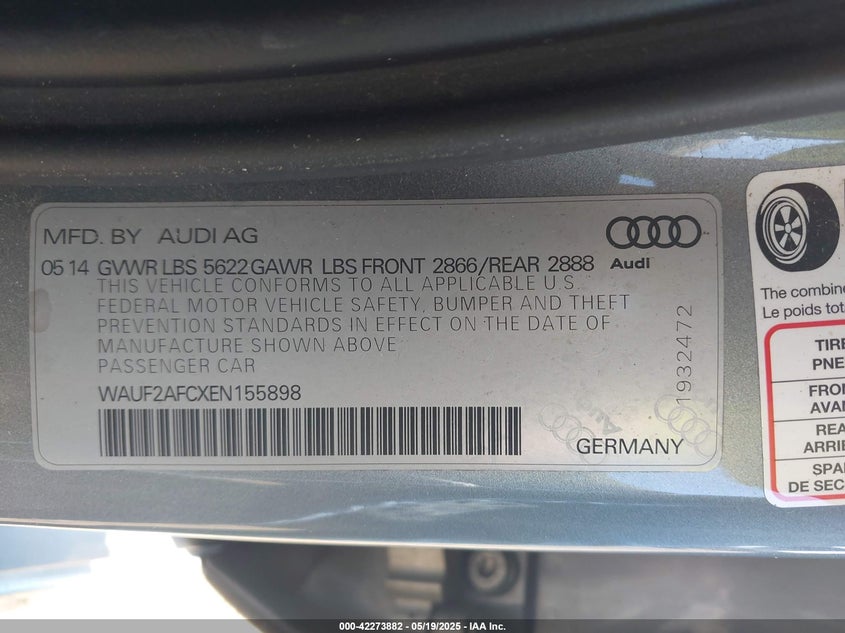 MFD. BY AUDI AG
Audi
05 14 GVWR LBS 5622 GAWR LBS FRONT 2866/REAR 2888
THIS VEHICLE CONFORMS TO ALL APPLICABLE U.S.
FEDERAL MOTOR VEHICLE SAFETY, BUMPER AND THEFT
PREVENTION STANDARDS IN EFFECT ON THE DATE OF
MANUFACTURE SHOWN ABOVE
PASSENGER CAR
WAUF2AFCXEN155898
GERMANY
1932472
The combine
Le poids tot
TIRE
PNE
FRO
AVA
REA
ARRIE
SPA
DE SEC
000-42273882 - 05/19/2025 - IAA Inc.